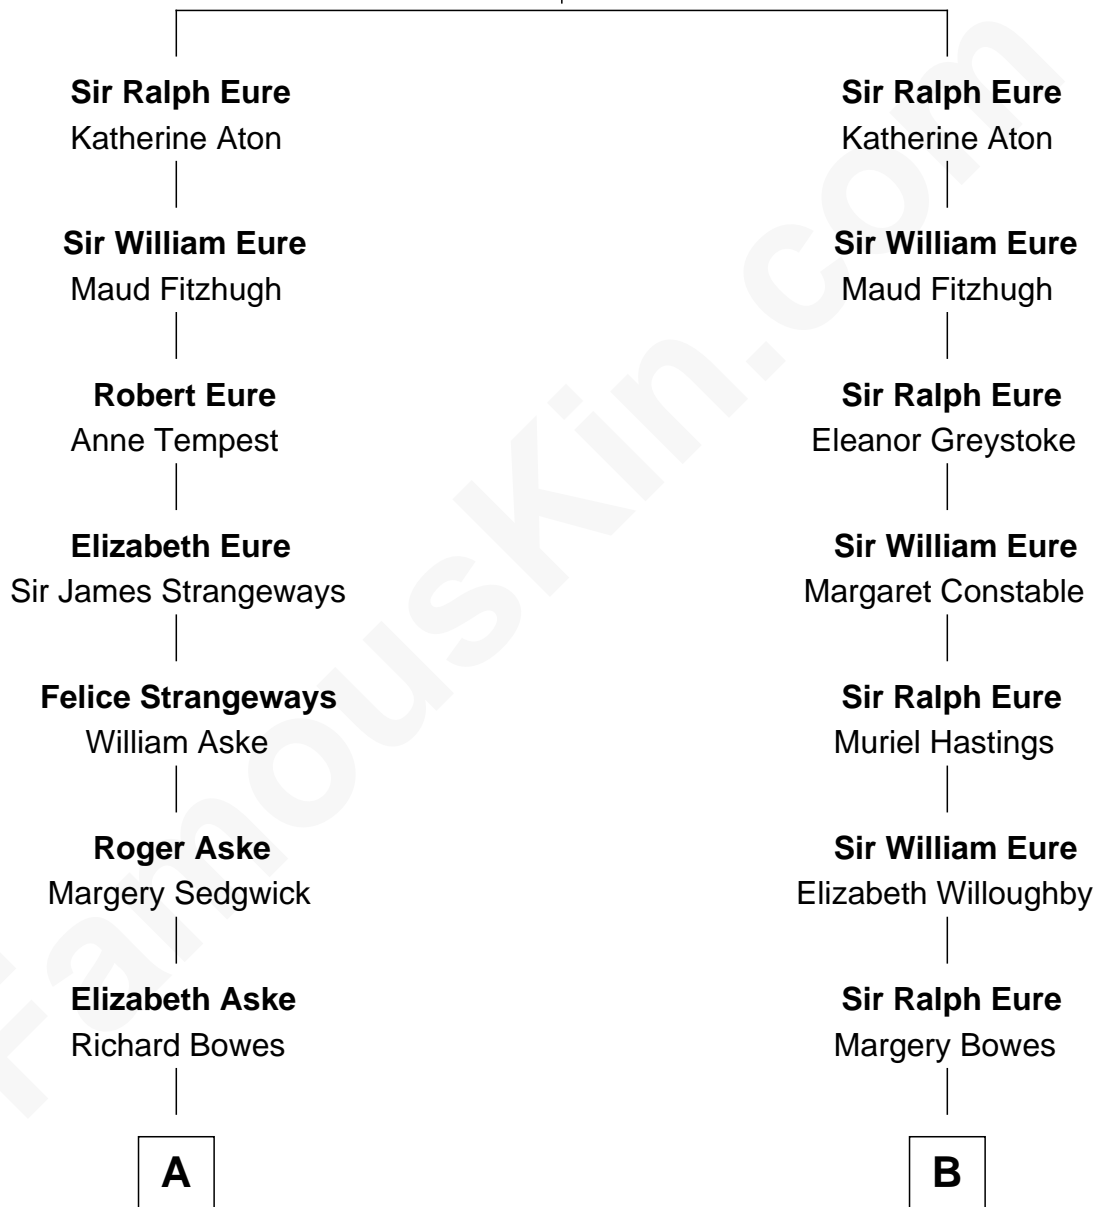 Sir Ralph Eure
Katherine Aton
Sir William Eure
Maud Fitzhugh
Robert Eure
Anne Tempest
Elizabeth Eure
Sir James Strangeways
Felice Strangeways
William Aske
Roger Aske
Margery Sedgwick
Elizabeth Aske
Richard Bowes
A
Sir Ralph Eure
Katherine Aton
Sir William Eure
Maud Fitzhugh
Sir Ralph Eure
Eleanor Greystoke
Sir William Eure
Margaret Constable
Sir Ralph Eure
Muriel Hastings
Sir William Eure
Elizabeth Willoughby
Sir Ralph Eure
Margery Bowes
B
FamousKin.com